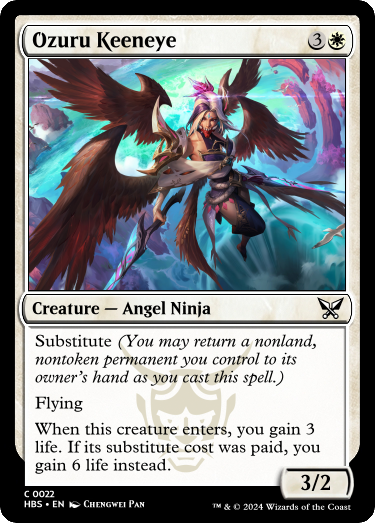 Ozuru Keeneye 3
Creature — Angel Ninja
Substitute (You may return a nonland,
nontoken permanent you control to its
owner's hand as you cast this spell.)
Flying
When this creature enters, you gain 3
life. If its substitute cost was paid, you
gain 6 life instead.
3/2
C 0022
HBS • EN Chengwei Pan
™ & © 2024 Wizards of the Coast